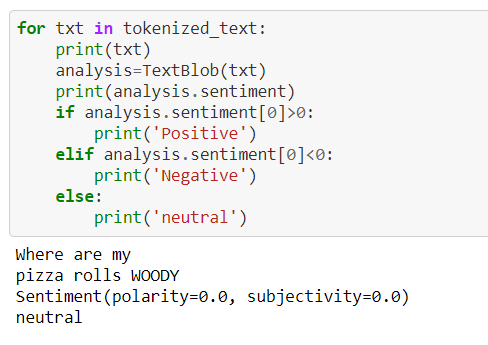 for txt in tokenized_text:
    print(txt)
    analysis=TextBlob(txt)
    print(analysis.sentiment)
    if analysis.sentiment[0]>0:
        print('Positive')
    elif analysis.sentiment[0]<0:
        print('Negative')
    else:
        print('neutral')
Where are my
pizza rolls WOODY
Sentiment(polarity=0.0, subjectivity=0.0)
neutral